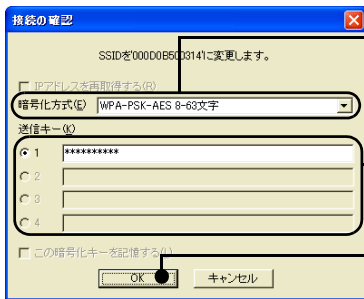 接続の確認
SSIDを'000D0B500314'に変更します。
IPアドレスを再取得する(R)
暗号化方式(E) WPA-PSK-AES 8-63文字
送信キー(K)
1 **********
2
3
4
この暗号化キーを記憶する(L)
OK キャンセル